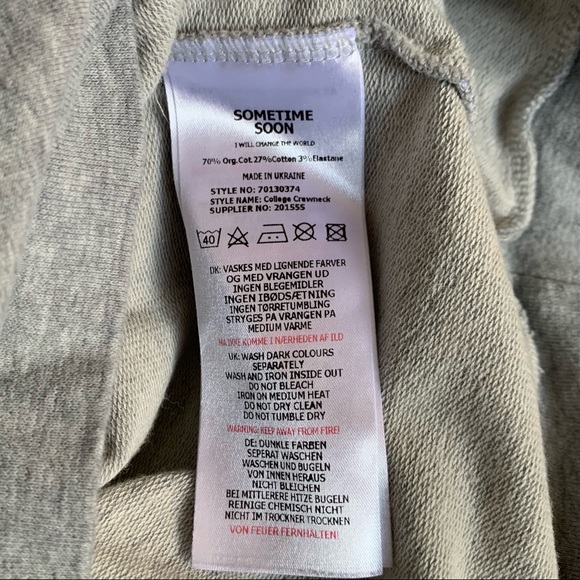 SOMETIME
SOON
I WILL CHANGE THE WORLD
70% Org.Cot.27%Cotton 3%Elastane
MADE IN UKRAINE
STYLE NO: 70130374
STYLE NAME: College Crewneck
SUPPLIER NO: 201555
40
DK: VASKES MED LIGNENDE FARVER
OG MED VRANGEN UD
INGEN BLEGEMIDLER
INGEN IBØDSÆTNING
INGEN TØRRETUMBLING
STRYGES PA VRANGEN PA
MEDIUM VARME
MA IKKE KOMME I NÆRHEDEN AF ILD
UK: WASH DARK COLOURS
SEPARATELY
WASH AND IRON INSIDE OUT
DO NOT BLEACH
IRON ON MEDIUM HEAT
DO NOT DRY CLEAN
DO NOT TUMBLE DRY
WARNING: KEEP AWAY FROM FIRE!
DE: DUNKLE FARBEN
SEPERAT WASCHEN
WASCHEN UND BUGELN
VON INNEN HERAUS
NICHT BLEICHEN
BEI MITTLERERE HITZE BUGELN
REINIGE CHEMISCH NICHT
NICHT IM TROCKNER TROCKNEN
VON FEUER FERNHALTEN!